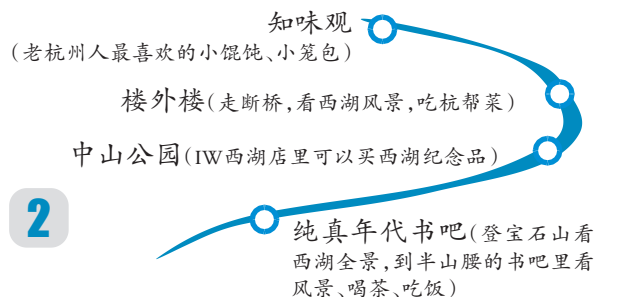 知味观
(老杭州人最喜欢的小馄饨、小笼包)
楼外楼(走断桥,看西湖风景,吃杭帮菜)
中山公园(IW西湖店里可以买西湖纪念品)
2
纯真年代书吧(登宝石山看
西湖全景,到半山腰的书吧里看
风景、喝茶、吃饭)